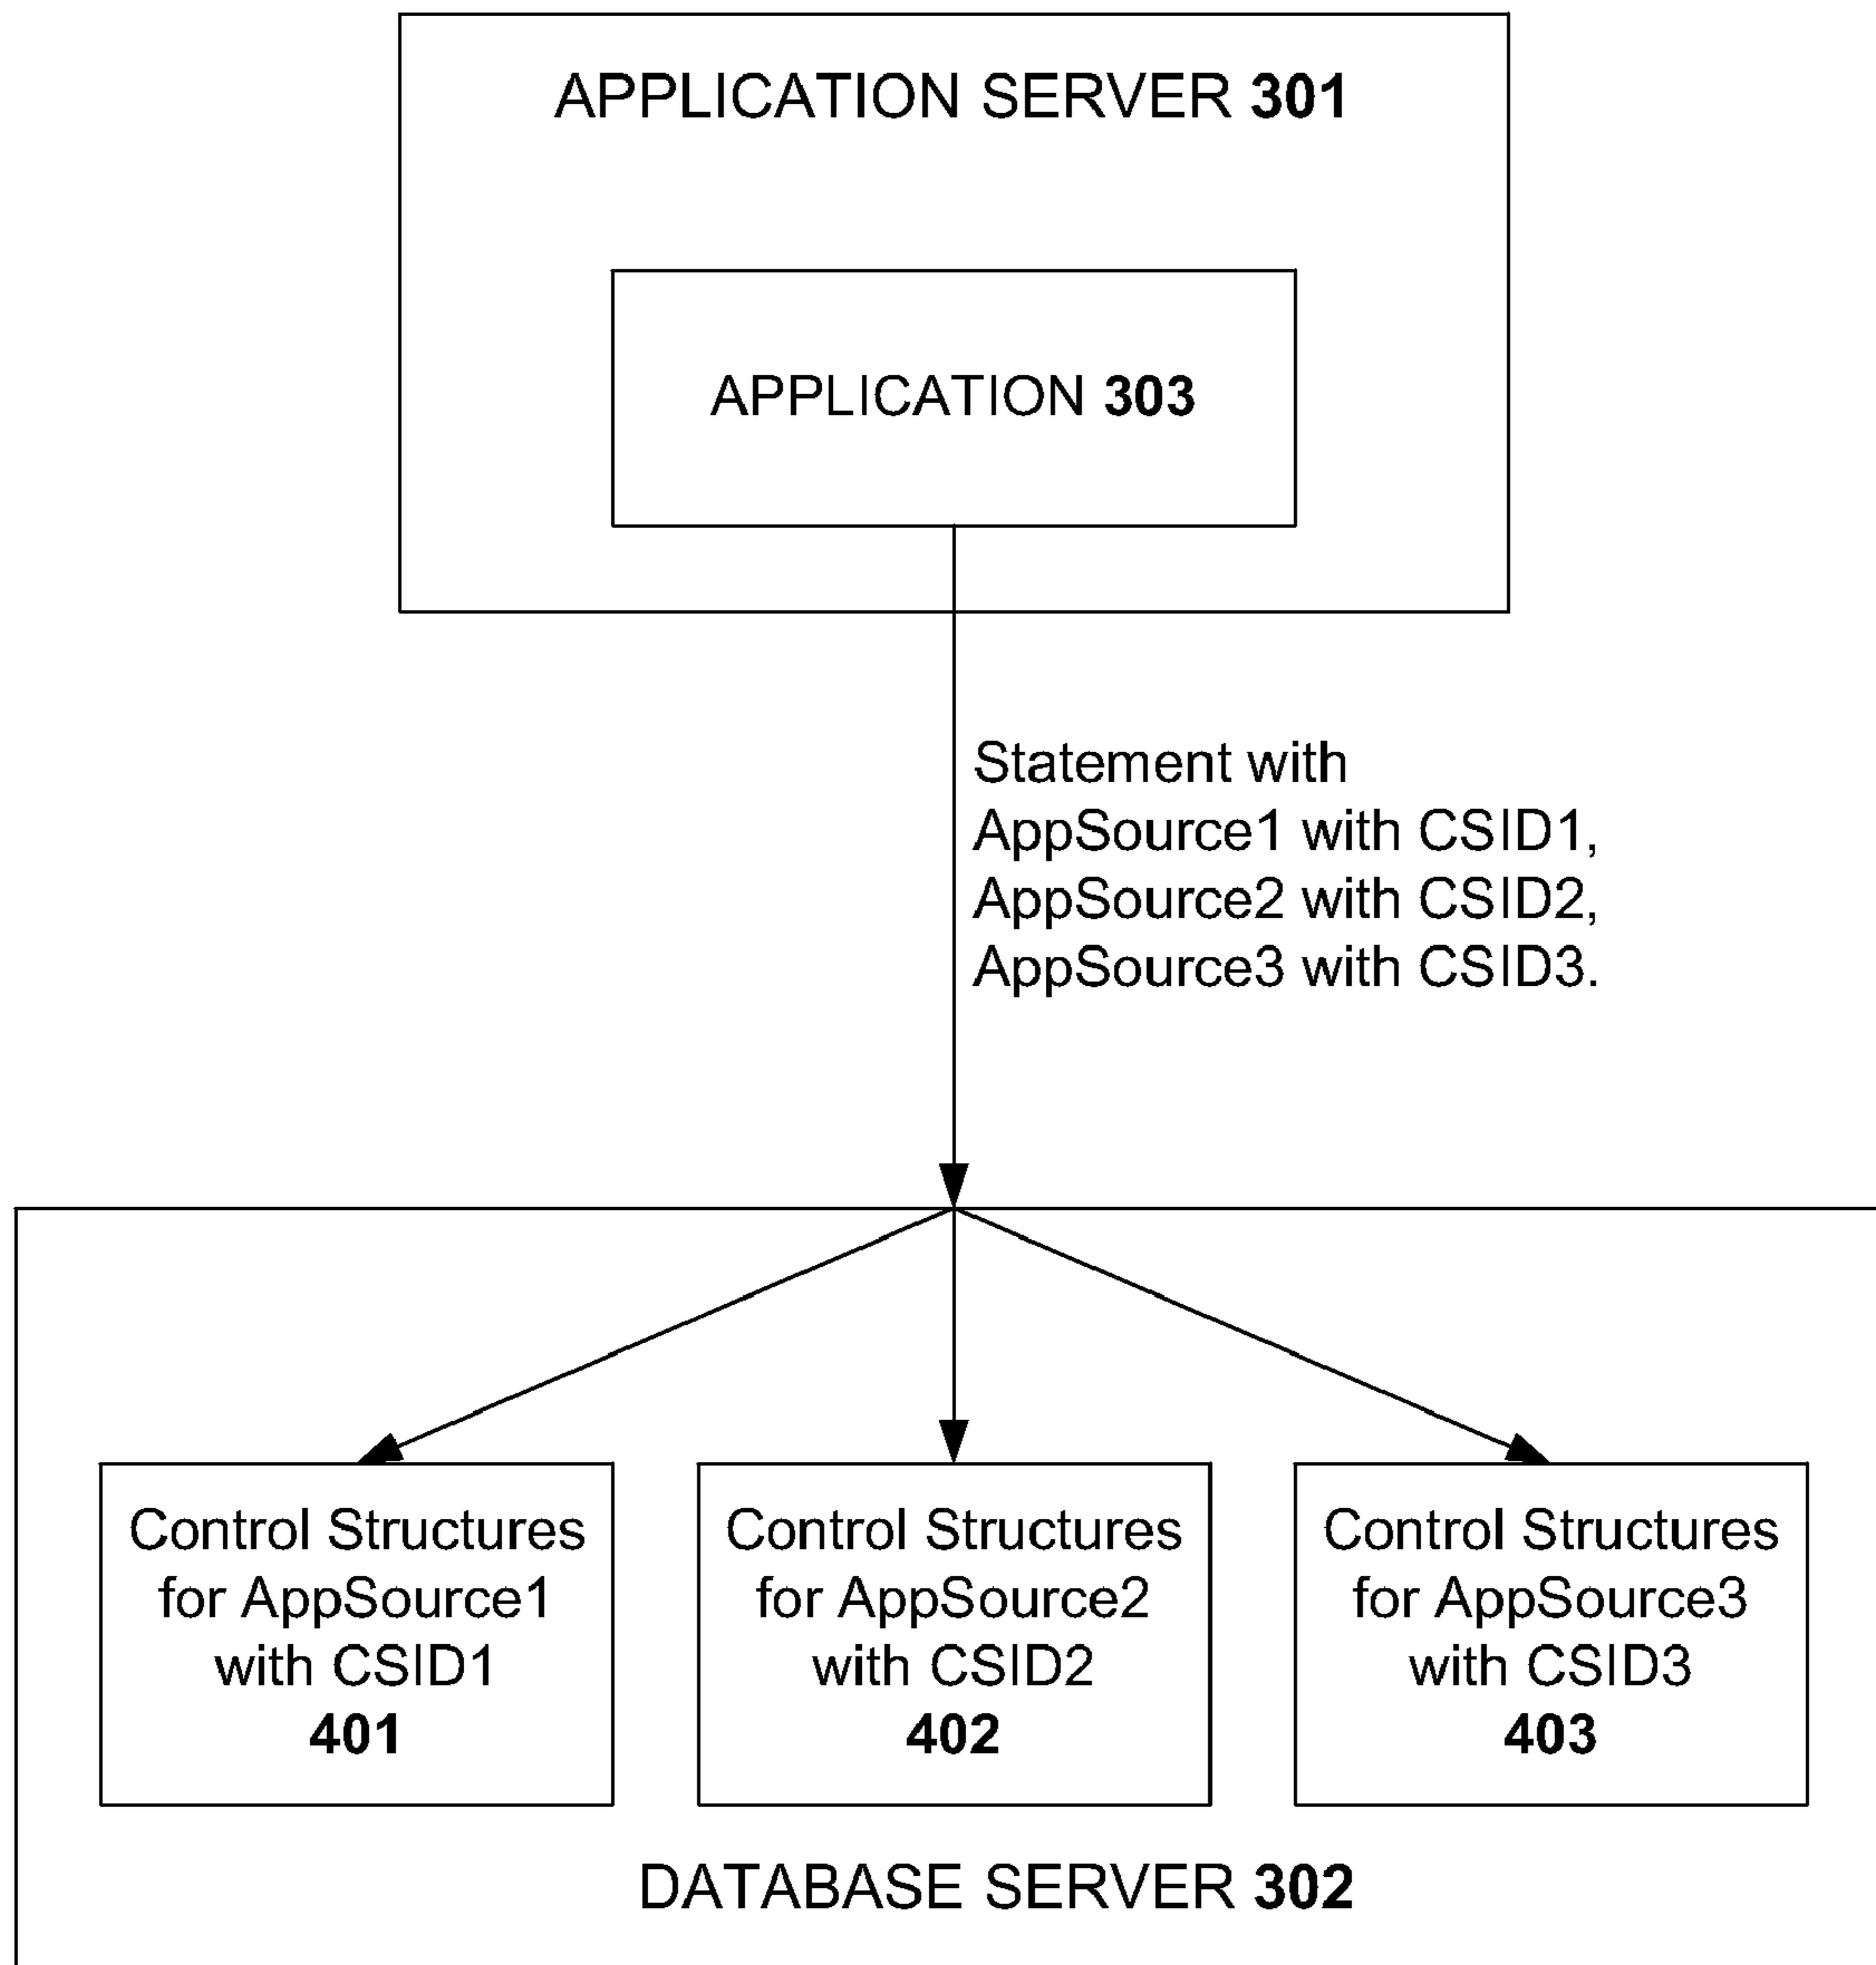 APPLICATION SERVER 301
APPLICATION 303
Statement with
AppSource1 with CSID1,
AppSource2 with CSID2,
AppSource3 with CSID3.
Control Structures
for AppSource1
with CSID1
401
Control Structures
for AppSource2
with CSID2
402
Control Structures
for AppSource3
with CSID3
403
DATABASE SERVER 302